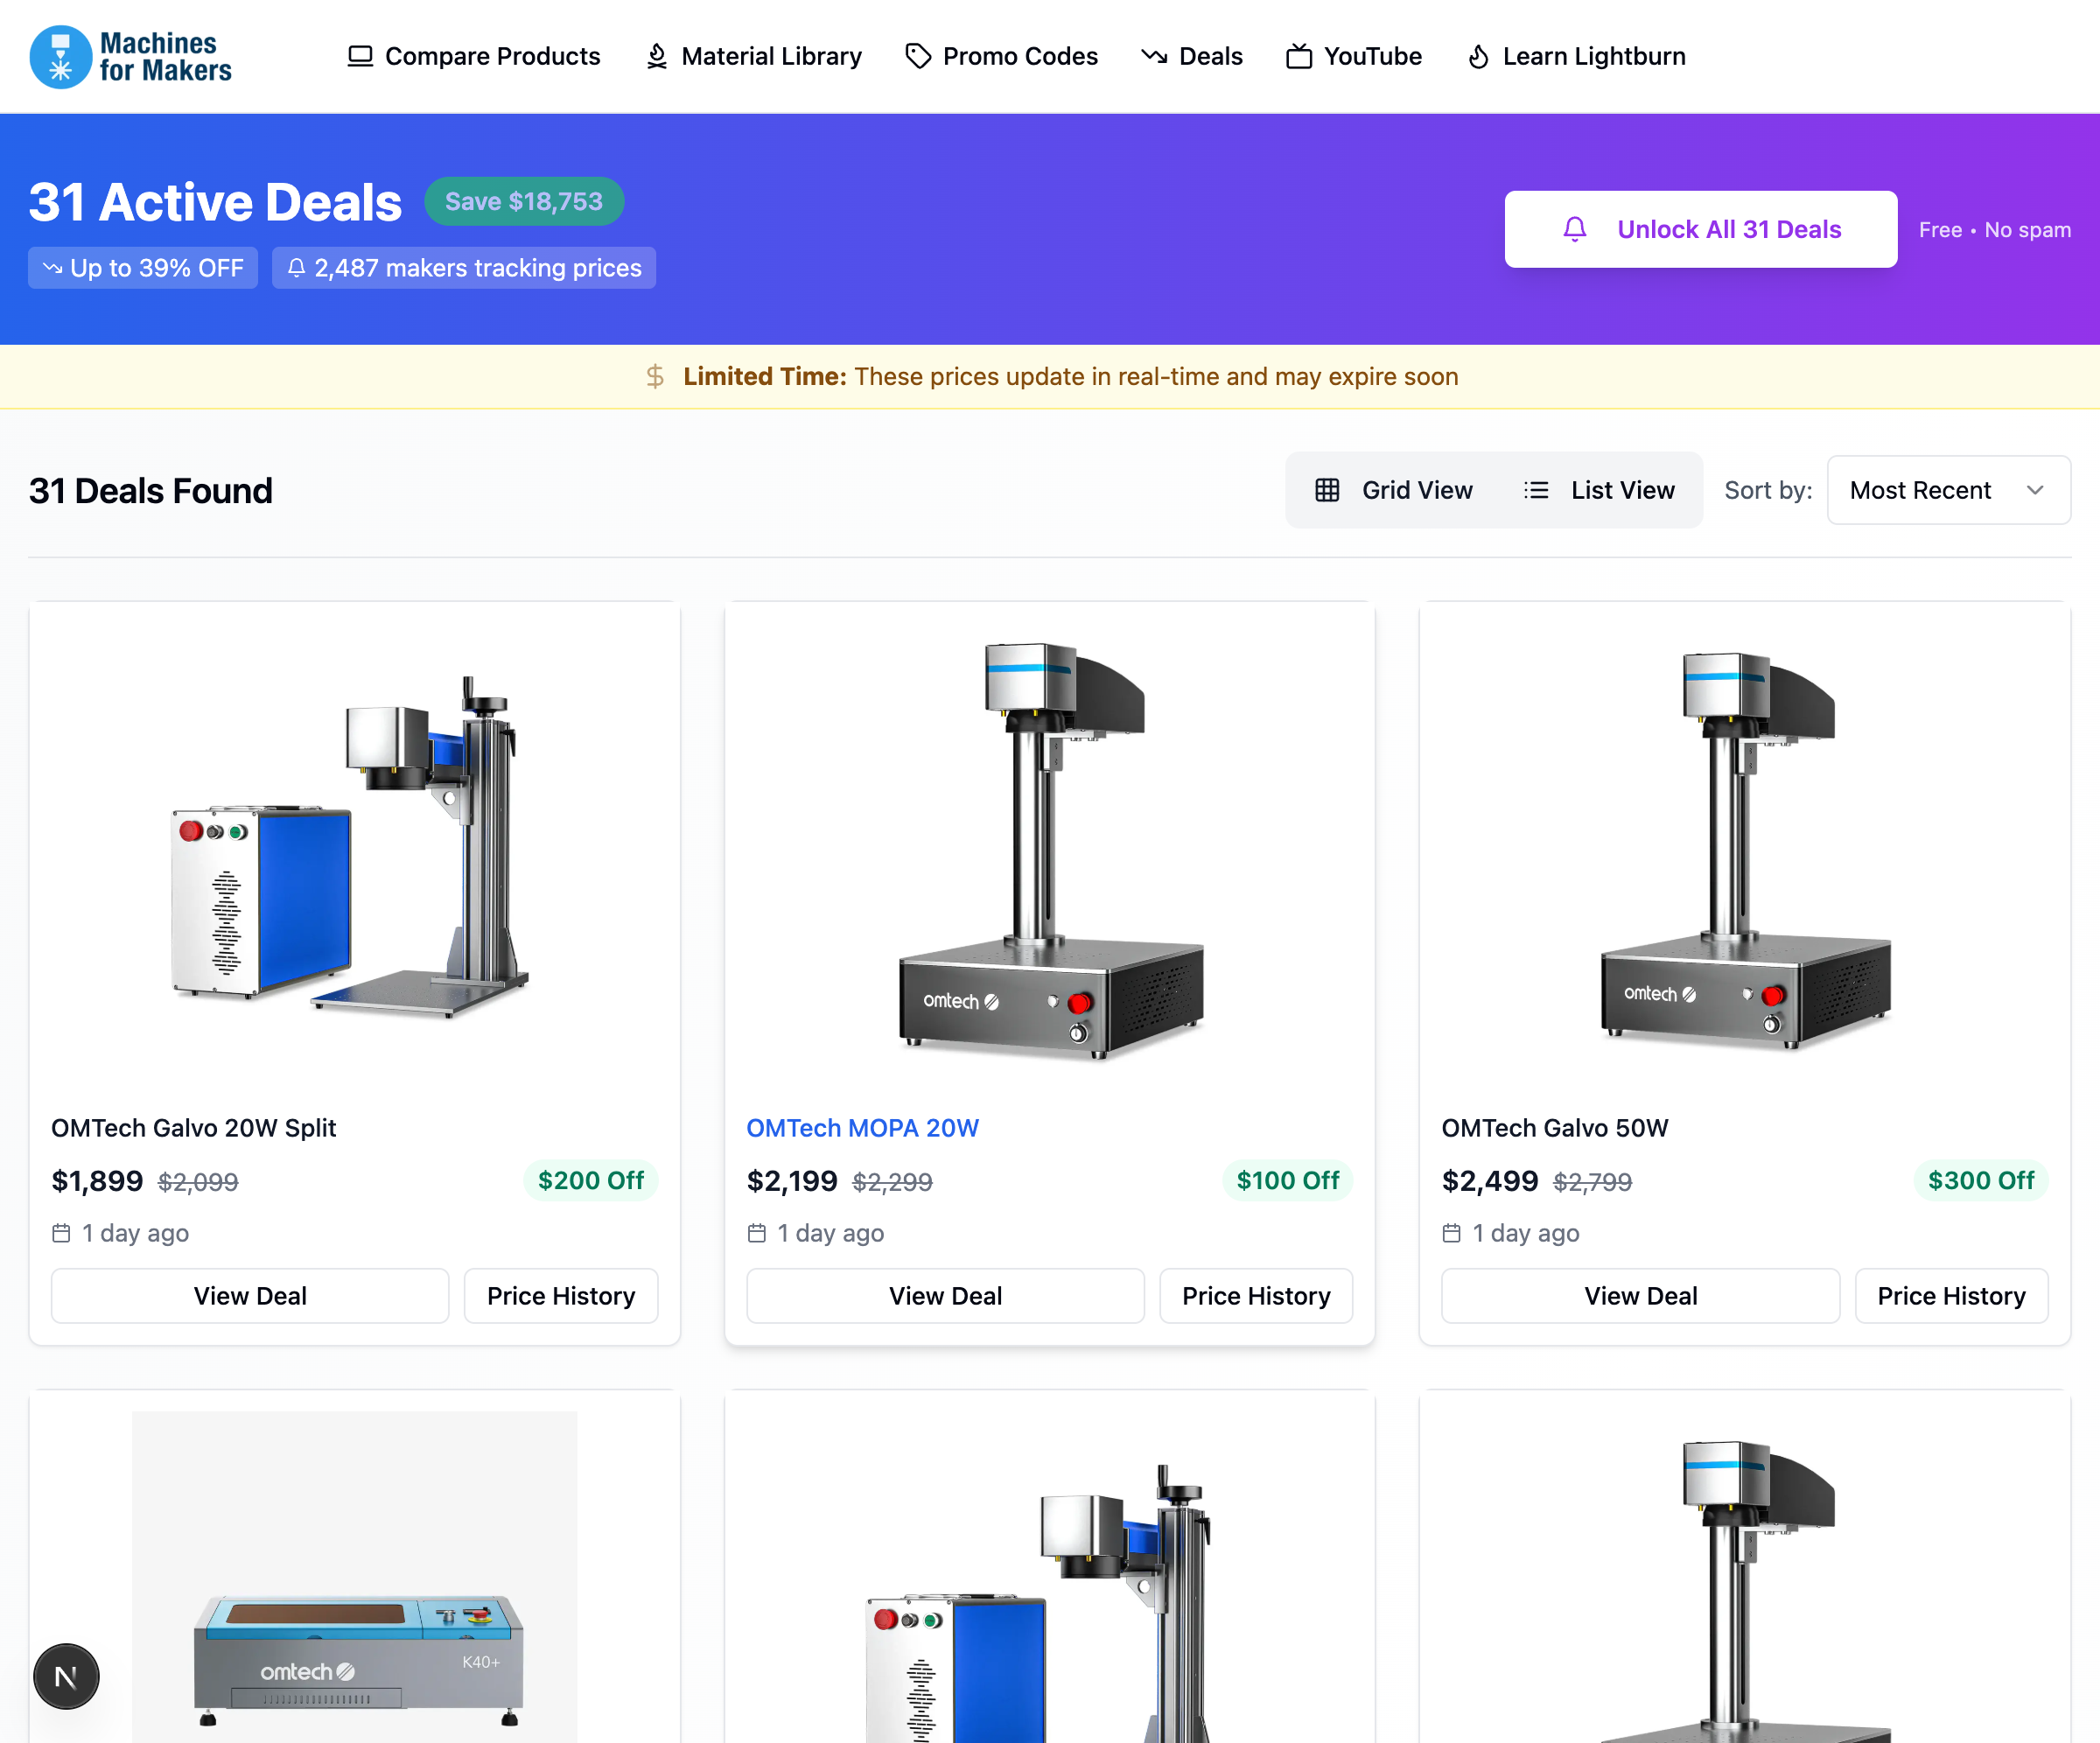 Machines
for Makers
Compare Products
Material Library
Promo Codes
Deals
YouTube
Learn Lightburn
31 Active Deals
Save $18,753
Up to 39% OFF
2,487 makers tracking prices
Unlock All 31 Deals
Free • No spam
Limited Time: These prices update in real-time and may expire soon
31 Deals Found
Grid View
List View
Sort by:
Most Recent
omtech
omtech
OMTech Galvo 20W Split
$1,899 $2,099
$200 Off
1 day ago
View Deal
Price History
OMTech MOPA 20W
$2,199 $2,299
$100 Off
1 day ago
View Deal
Price History
OMTech Galvo 50W
$2,499 $2,799
$300 Off
1 day ago
View Deal
Price History
omtech
K40+
N